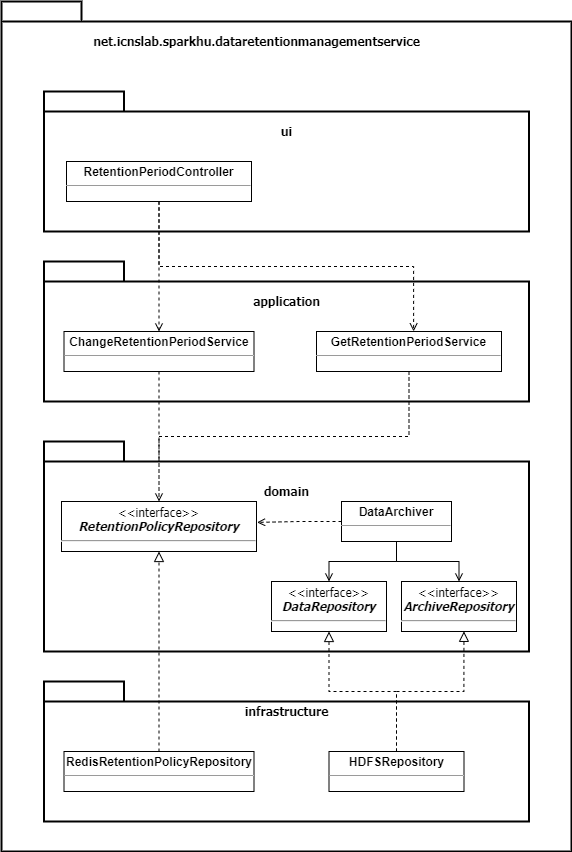 net.icnslab.sparkhu.dataretentionmanagementservice
ui
RetentionPeriodController
application
ChangeRetentionPeriodService
GetRetentionPeriodService
domain
<<interface>>
RetentionPolicyRepository
DataArchiver
<<interface>>
DataRepository
<<interface>>
ArchiveRepository
infrastructure
RedisRetentionPolicyRepository
HDFSRepository